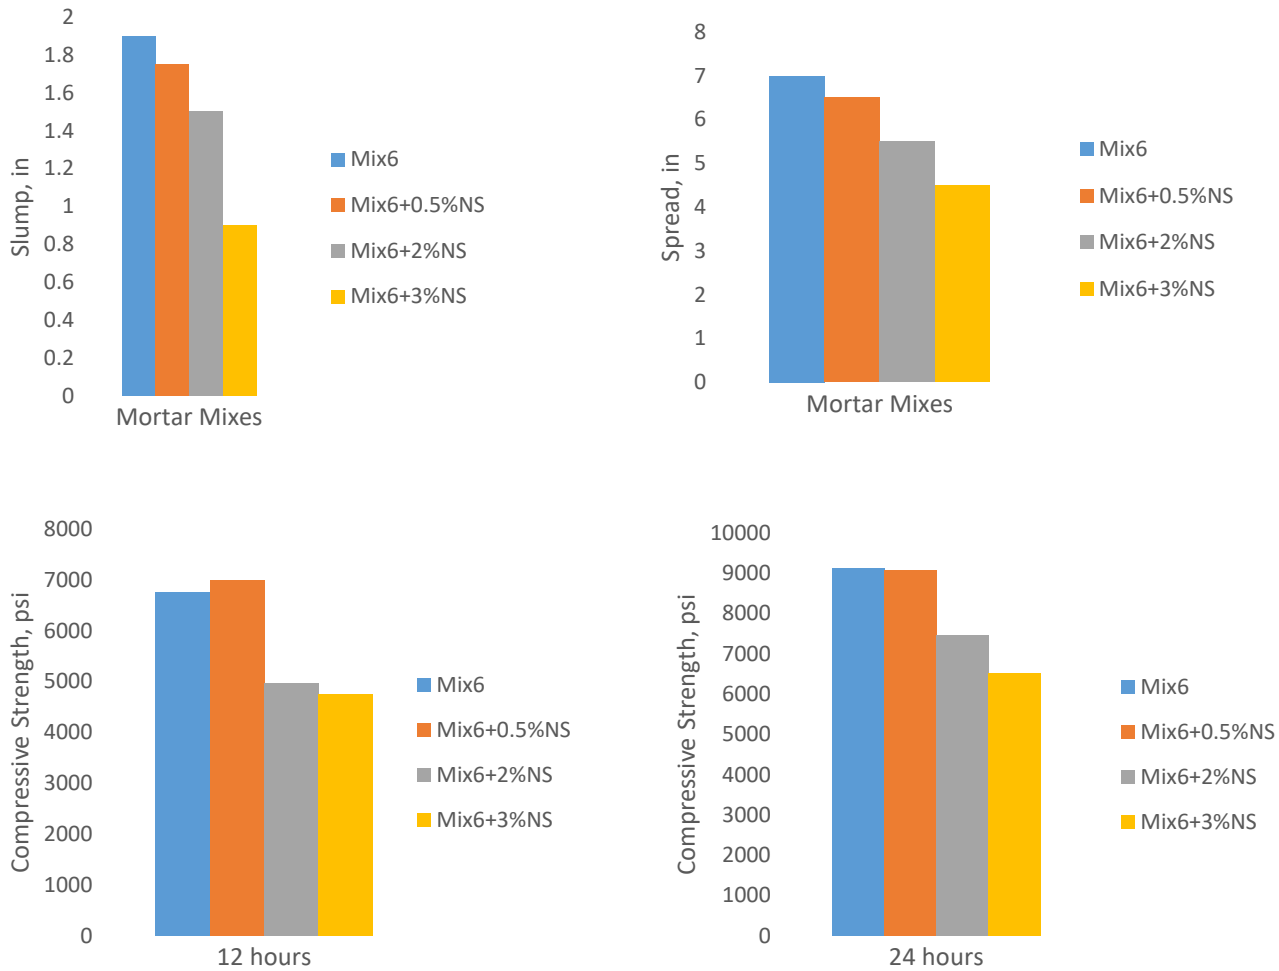 2
1.8
1.6
1.4
1.2
1
0.8
0.6
0.4
0.2
0
Slump, in
Mortar Mixes
Mix6
Mix6+0.5%NS
Mix6+2%NS
Mix6+3%NS
8
7
6
5
4
3
2
1
0
Spread, in
Mortar Mixes
Mix6
Mix6+0.5%NS
Mix6+2%NS
Mix6+3%NS
8000
7000
6000
5000
4000
3000
2000
1000
0
Compressive Strength, psi
12 hours
Mix6
Mix6+0.5%NS
Mix6+2%NS
Mix6+3%NS
10000
9000
8000
7000
6000
5000
4000
3000
2000
1000
0
Compressive Strength, psi
24 hours
Mix6
Mix6+0.5%NS
Mix6+2%NS
Mix6+3%NS